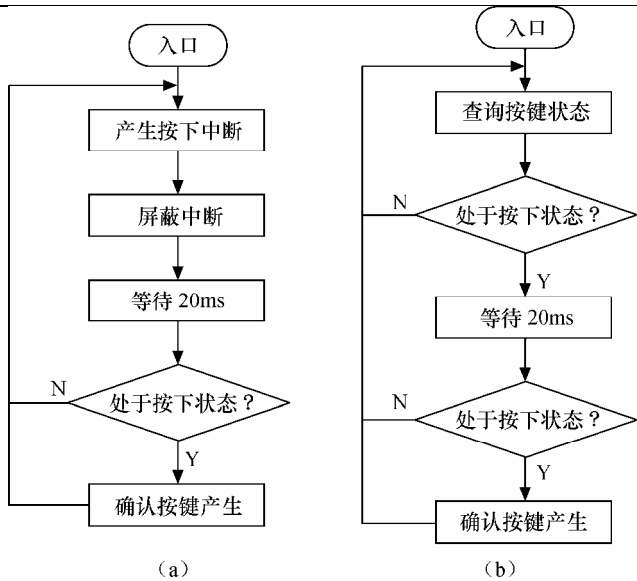 入口
产生按下中断
屏蔽中断
等待 20ms
处于按下状态？
N
Y
确认按键产生
（a）
入口
查询按键状态
处于按下状态？
N
Y
等待 20ms
处于按下状态？
N
Y
确认按键产生
（b）